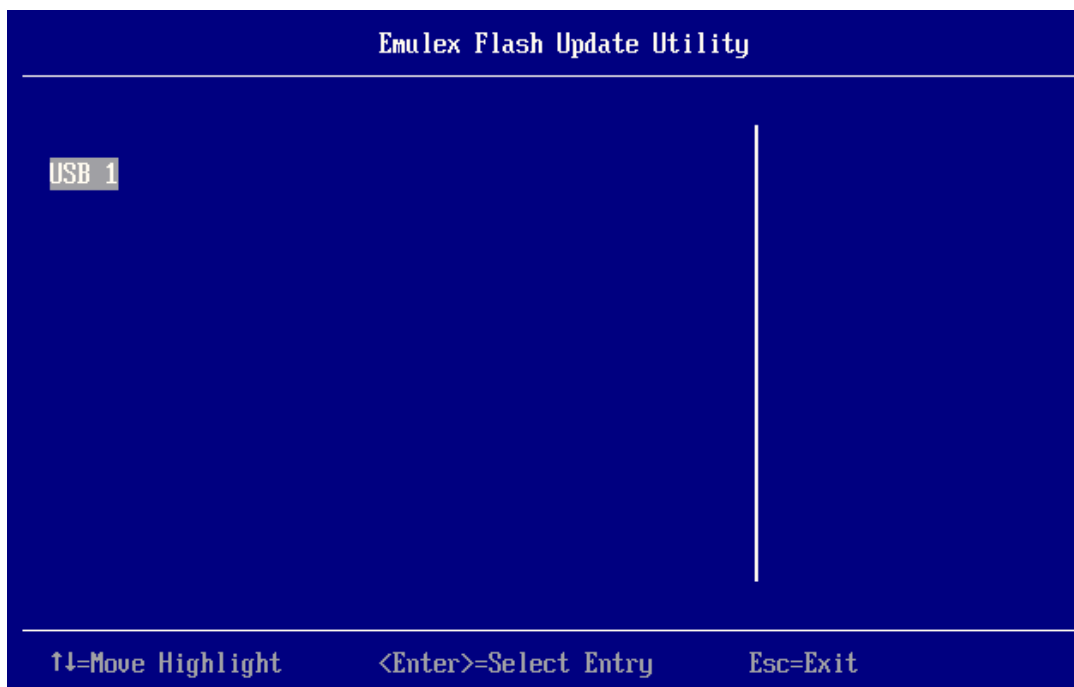 Emulex Flash Update Utility
USB 1
↑↓=Move Highlight <Enter>=Select Entry Esc=Exit